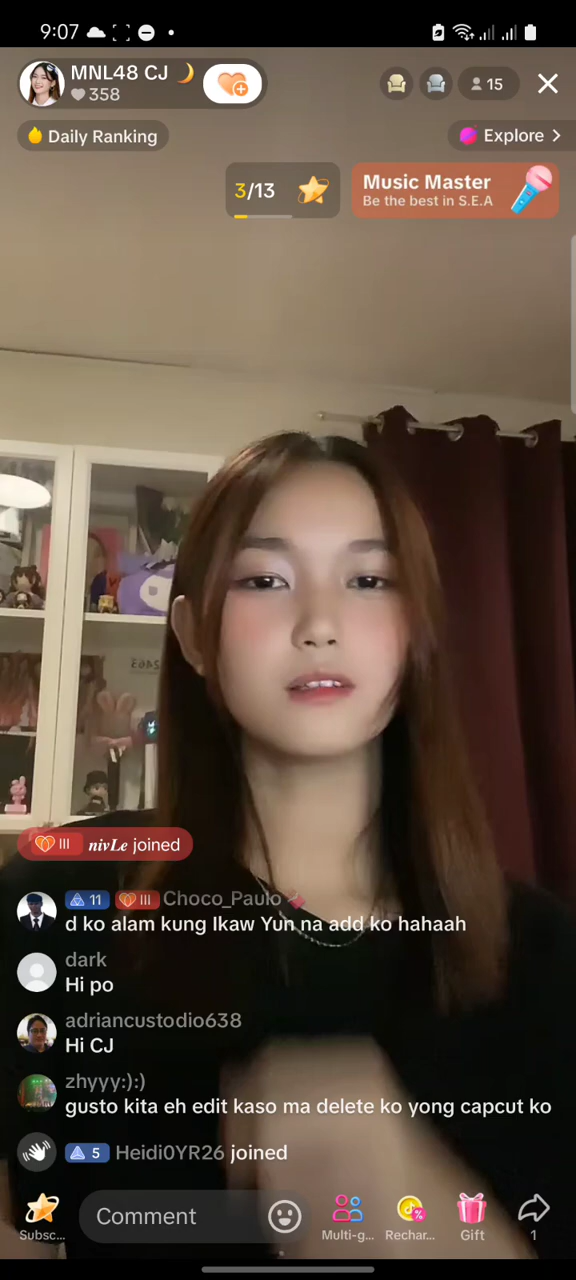 9:07
MNL48 CJ 🌙
358
15
Daily Ranking
Explore >
3/13
Music Master
Be the best in S.E.A
III nivLe joined
11 III Choco_Paulo
d ko alam kung Ikaw Yun na add ko hahaah
dark
Hi po
adriancustodio638
Hi CJ
zhyyy:):)
gusto kita eh edit kaso ma delete ko yong capcut ko
5 Heidi0YR26 joined
Comment
Subsc...
Multi-g...
Rechar...
Gift
1